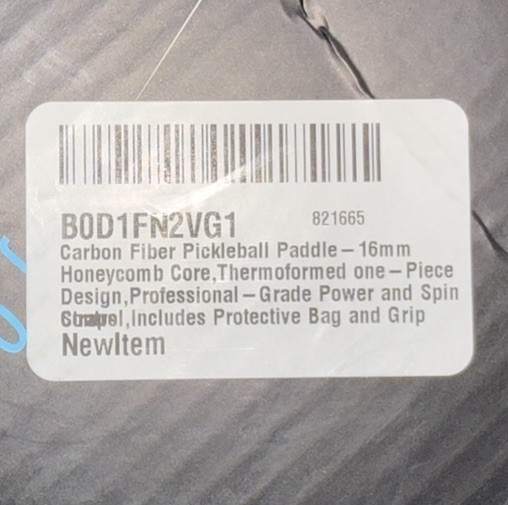 B0D1FN2VG1 821665
Carbon Fiber Pickleball Paddle – 16mm
Honeycomb Core,Thermoformed one – Piece
Design,Professional – Grade Power and Spin
,Includes Protective Bag and Grip
NewItem